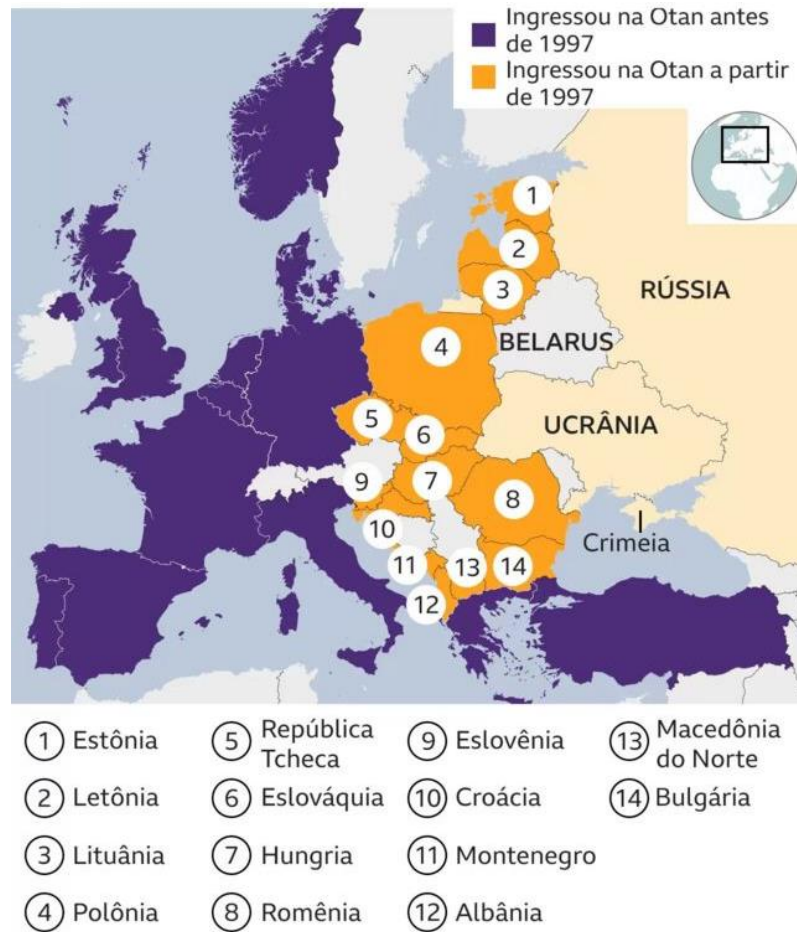 Ingressou na Otan antes
de 1997
Ingressou na Otan a partir
de 1997
1
2
3
RÚSSIA
4
BELARUS
5
UCRÂNIA
6
7
9
8
10
Crimeia
11
13
14
12
1 Estônia
2 Letônia
3 Lituânia
4 Polônia
5 República
Tcheca
6 Eslováquia
7 Hungria
8 Romênia
9 Eslovênia
10 Croácia
11 Montenegro
12 Albânia
13 Macedônia
do Norte
14 Bulgária